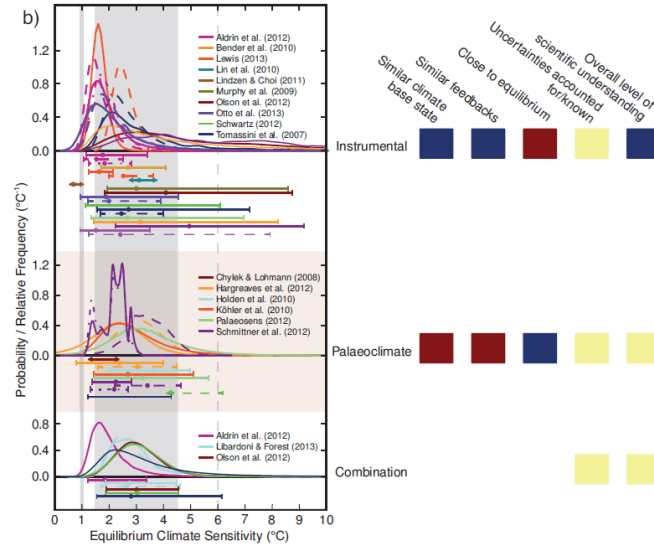 b)
1.2
0.8
0.4
0.0
Aldrin et al. (2012)
Bender et al. (2010)
Lewis (2013)
Lin et al. (2010)
Lindzen & Choi (2011)
Murphy et al. (2009)
Olson et al. (2012)
Otto et al. (2013)
Schwartz (2012)
Tomassini et al. (2007)
Similar climate
base state
Similar feedbacks
Close to equilibrium
Uncertainties accounted
for/known
Overall level of
scientific understanding
Instrumental
Probability / Relative Frequency (°C⁻¹)
1.2
0.8
0.4
0.0
Chylek & Lohmann (2008)
Hargreaves et al. (2012)
Holden et al. (2010)
Köhler et al. (2010)
Palaeosens (2012)
Schmittner et al. (2012)
Palaeoclimate
0.8
0.4
0.0
Aldrin et al. (2012)
Libardoni & Forest (2013)
Olson et al. (2012)
Combination
0 1 2 3 4 5 6 7 8 9 10
Equilibrium Climate Sensitivity (°C)